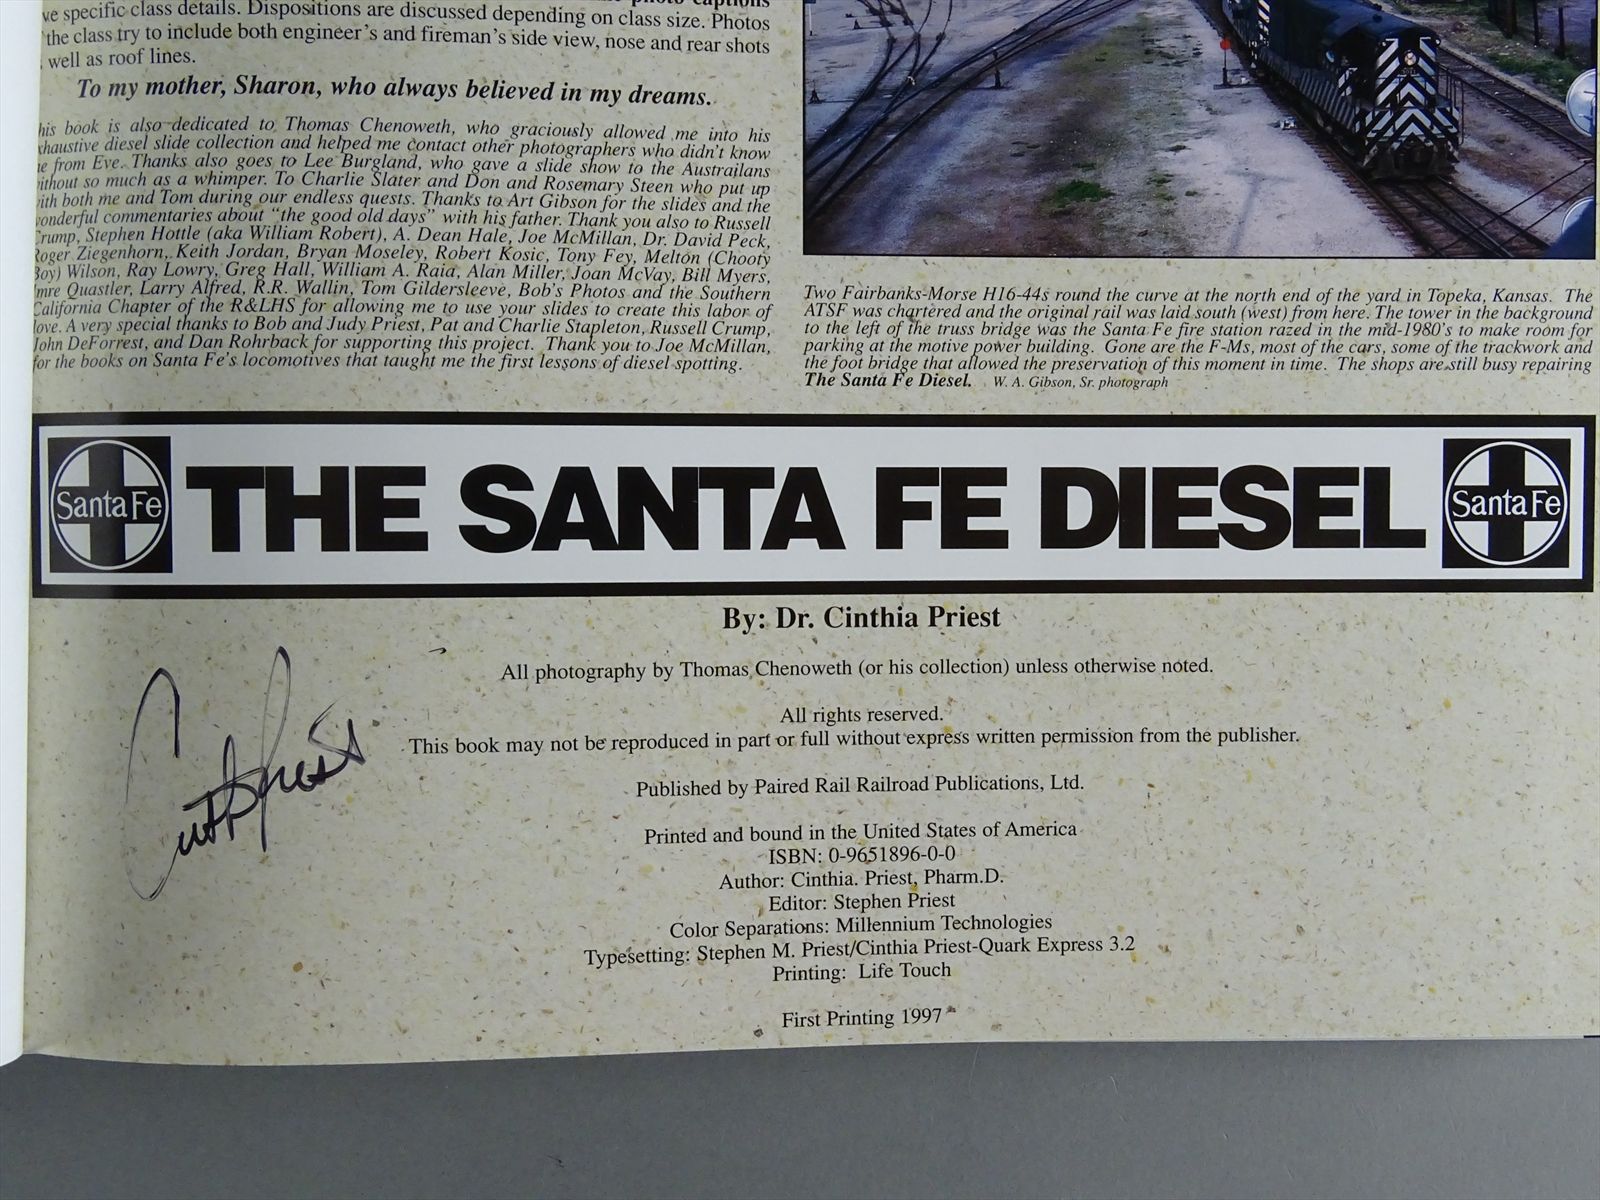 photo captions
specific class details. Dispositions are discussed depending on class size. Photos
the class try to include both engineer's and fireman's side view, nose and rear shots
well as roof lines.
To my mother, Sharon, who always believed in my dreams.
his book is also dedicated to Thomas Chenoweth, who graciously allowed me into his
xhaustive diesel slide collection and helped me contact other photographers who didn't know
me from Eve. Thanks also goes to Lee Burgland, who gave a slide show to the Austrailans
without so much as a whimper. To Charlie Slater and Don and Rosemary Steen who put up
with both me and Tom during our endless quests. Thanks to Art Gibson for the slides and the
wonderful commentaries about "the good old days" with his father. Thank you also to Russell
Crump, Stephen Hottle (aka William Robert), A. Dean Hale, Joe McMillan, Dr. David Peck,
Roger Ziegenhorn, Keith Jordan, Bryan Moseley, Robert Kosic, Tony Fey, Melton (Chooty
Boy) Wilson, Ray Lowry, Greg Hall, William A. Raia, Alan Miller, Joan McVay, Bill Myers,
Imre Quastler, Larry Alfred, R.R. Wallin, Tom Gildersleeve, Bob's Photos and the Southern
California Chapter of the R&LHS for allowing me to use your slides to create this labor of
love. A very special thanks to Bob and Judy Priest, Pat and Charlie Stapleton, Russell Crump,
John DeForrest, and Dan Rohrback for supporting this project. Thank you to Joe McMillan,
for the books on Santa Fe's locomotives that taught me the first lessons of diesel spotting.
Two Fairbanks-Morse H16-44s round the curve at the north end of the yard in Topeka, Kansas. The
ATSF was chartered and the original rail was laid south (west) from here. The tower in the background
to the left of the truss bridge was the Santa Fe fire station razed in the mid-1980's to make room for
parking at the motive power building. Gone are the F-Ms, most of the cars, some of the trackwork and
the foot bridge that allowed the preservation of this moment in time. The shops are still busy repairing
The Santa Fe Diesel. W. A. Gibson, Sr. photograph
Santa Fe THE SANTA FE DIESEL Santa Fe
By: Dr. Cinthia Priest
All photography by Thomas Chenoweth (or his collection) unless otherwise noted.
All rights reserved.
This book may not be reproduced in part or full without express written permission from the publisher.
Published by Paired Rail Railroad Publications, Ltd.
Printed and bound in the United States of America
ISBN: 0-9651896-0-0
Author: Cinthia. Priest, Pharm.D.
Editor: Stephen Priest
Color Separations: Millennium Technologies
Typesetting: Stephen M. Priest/Cinthia Priest-Quark Express 3.2
Printing: Life Touch
First Printing 1997